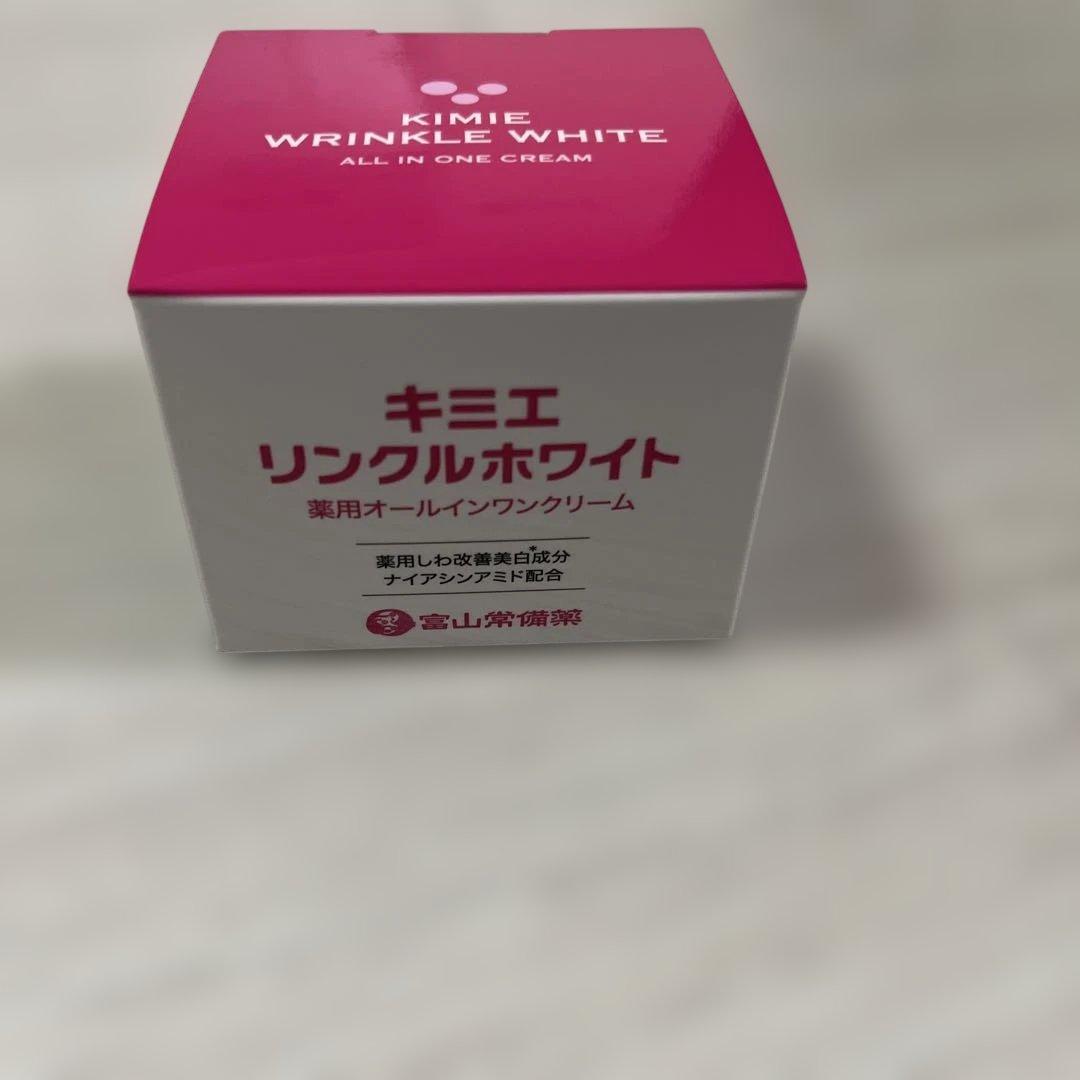 KIMIE
WRINKLE WHITE
ALL IN ONE CREAM
キミエ
リンクルホワイト
薬用オールインワンクリーム
薬用しわ改善美白*成分
ナイアシンアミド配合
富山常備薬